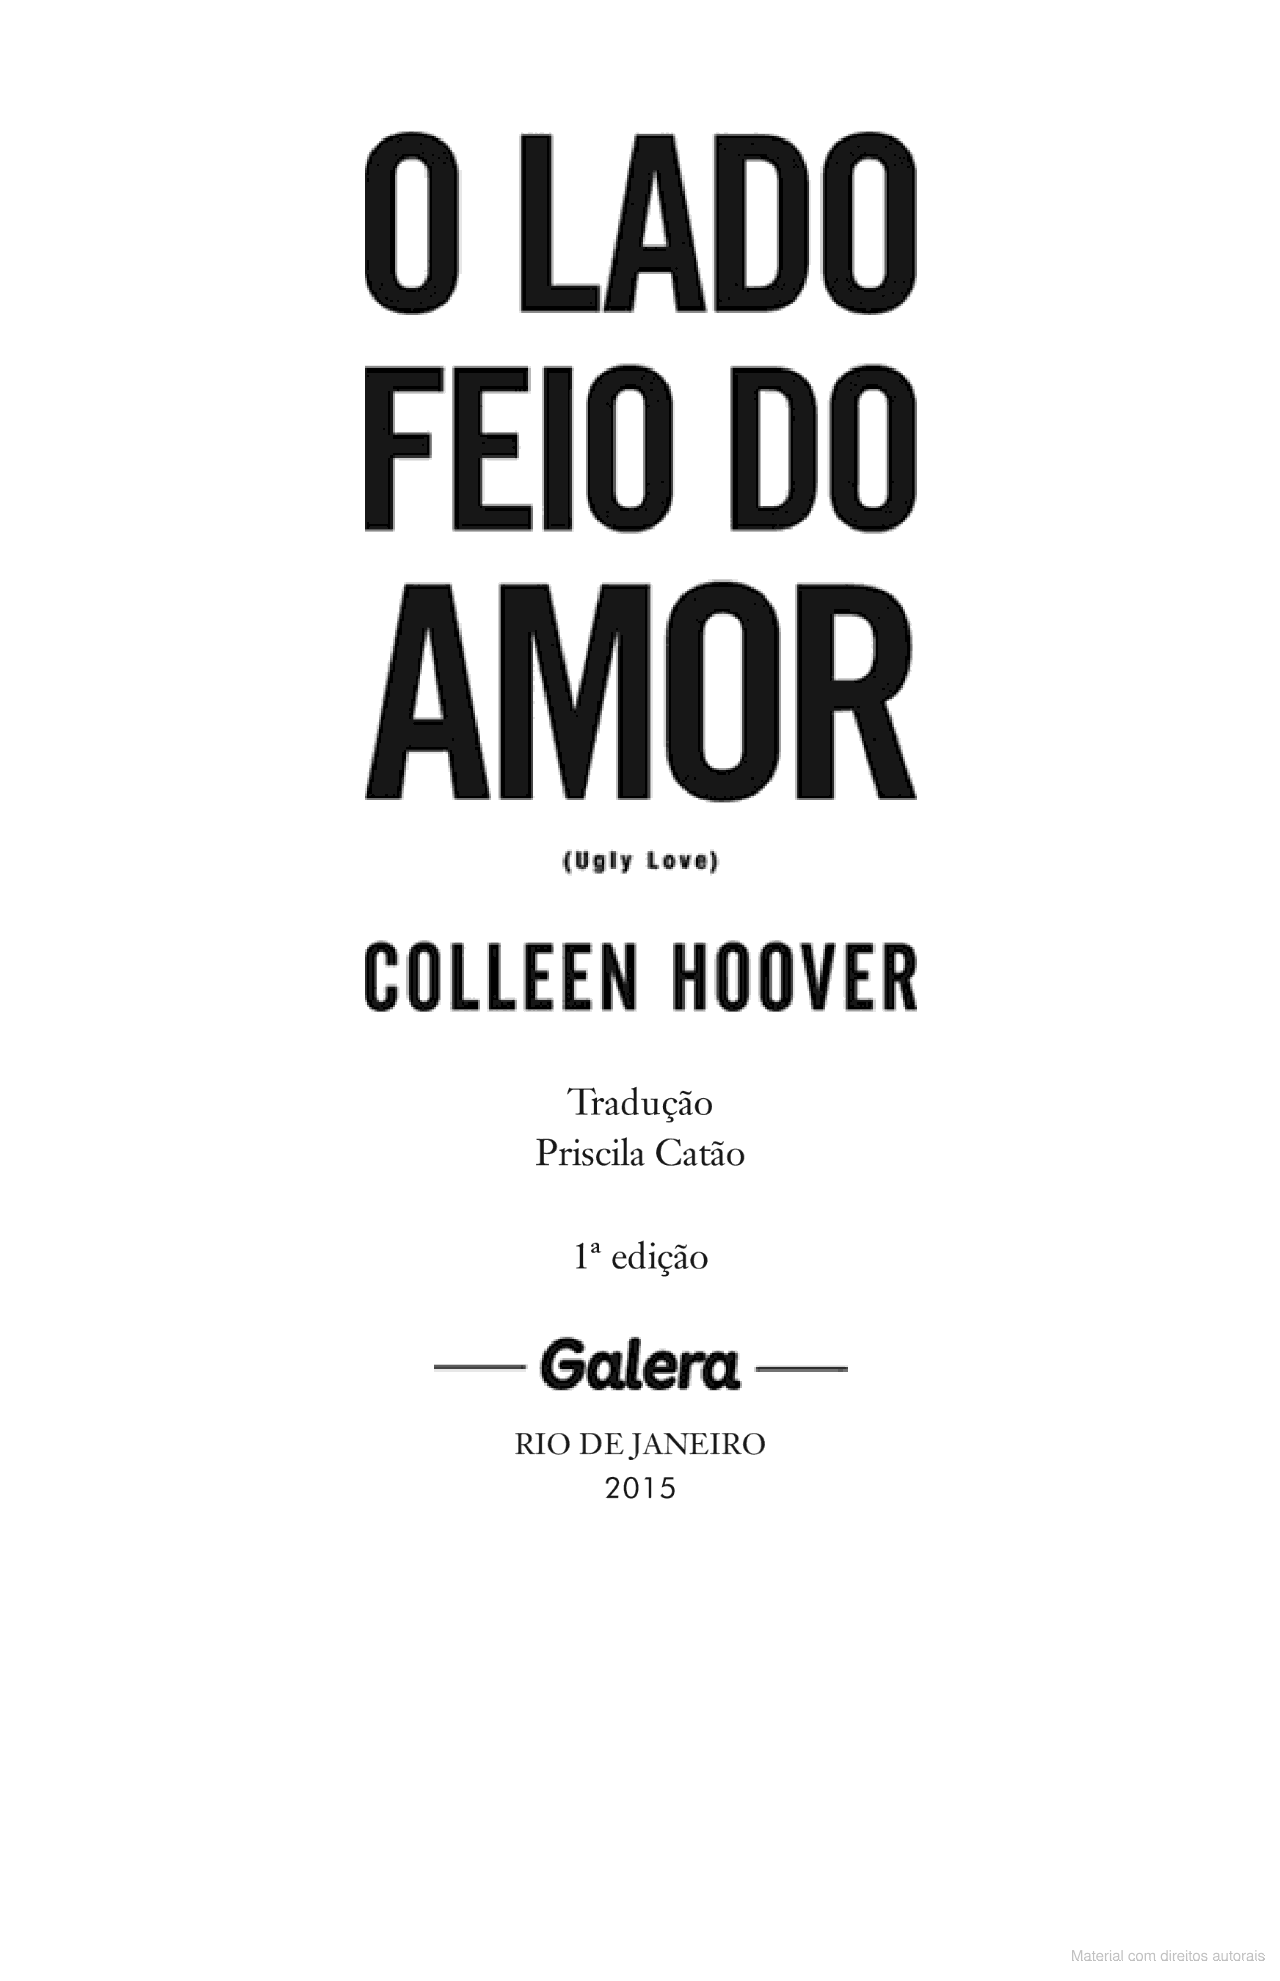 O LADO
FEIO DO
AMOR
(Ugly Love)
COLLEEN HOOVER
Tradução
Priscila Catão
1ª edição
Galera
RIO DE JANEIRO
2015
Material com direitos autorais